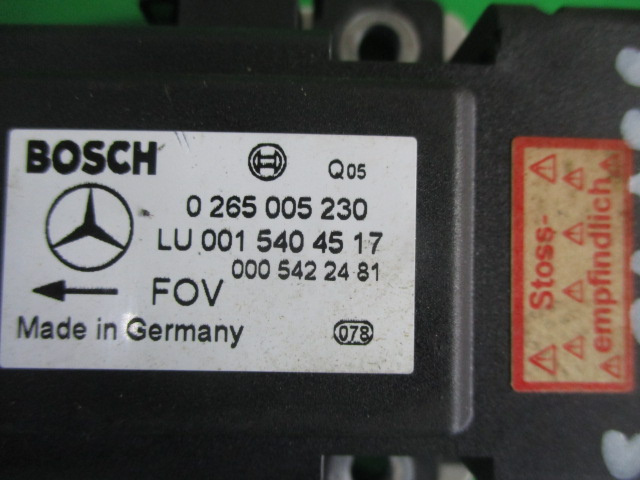 BOSCH
Q05
0 265 005 230
LU 001 540 45 17
000 542 24 81
FOV
Made in Germany
078
Stoss-
empfindlich